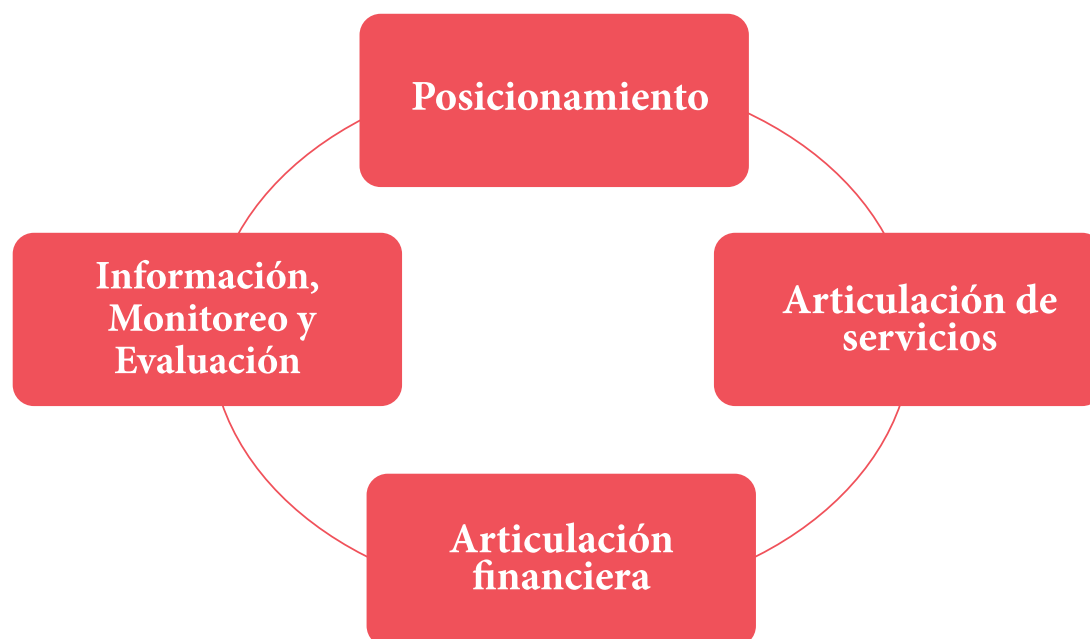 Posicionamiento
Información,
Monitoreo y
Evaluación
Articulación de
servicios
Articulación
financiera